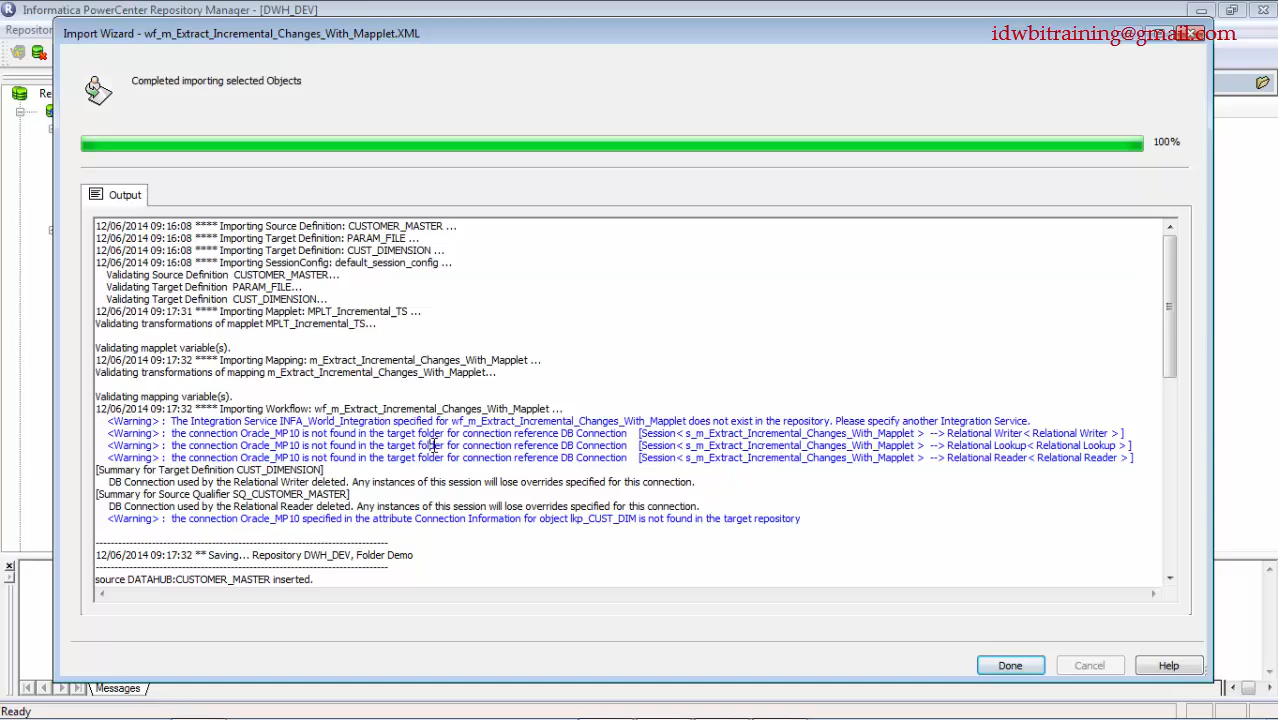 Informatica PowerCenter Repository Manager - [DWH_DEV]
Import Wizard - wf_m_Extract_Incremental_Changes_With_Mapplet.XML
idwbitraining@gmail.com
Repositor
Completed importing selected Objects
Re
100%
Output
12/06/2014 09:16:08 **** Importing Source Definition: CUSTOMER_MASTER ...
12/06/2014 09:16:08 **** Importing Target Definition: PARAM_FILE ...
12/06/2014 09:16:08 **** Importing Target Definition: CUST_DIMENSION ...
12/06/2014 09:16:08 **** Importing SessionConfig: default_session_config ...
Validating Source Definition CUSTOMER_MASTER...
Validating Target Definition PARAM_FILE...
Validating Target Definition CUST_DIMENSION...
12/06/2014 09:17:31 **** Importing Mapplet: MPLT_Incremental_TS ...
Validating transformations of mapplet MPLT_Incremental_TS...
Validating mapplet variable(s).
12/06/2014 09:17:32 **** Importing Mapping: m_Extract_Incremental_Changes_With_Mapplet ...
Validating transformations of mapping m_Extract_Incremental_Changes_With_Mapplet...
Validating mapping variable(s).
12/06/2014 09:17:32 **** Importing Workflow: wf_m_Extract_Incremental_Changes_With_Mapplet ...
<Warning> : The Integration Service INFA_World_Integration specified for wf_m_Extract_Incremental_Changes_With_Mapplet does not exist in the repository. Please specify another Integration Service.
<Warning> : the connection Oracle_MP10 is not found in the target folder for connection reference DB Connection [Session< s_m_Extract_Incremental_Changes_With_Mapplet > --> Relational Writer< Relational Writer > ]
<Warning> : the connection Oracle_MP10 is not found in the target folder for connection reference DB Connection [Session< s_m_Extract_Incremental_Changes_With_Mapplet > --> Relational Lookup< Relational Lookup > ]
<Warning> : the connection Oracle_MP10 is not found in the target folder for connection reference DB Connection [Session< s_m_Extract_Incremental_Changes_With_Mapplet > --> Relational Reader< Relational Reader > ]
[Summary for Target Definition CUST_DIMENSION]
DB Connection used by the Relational Writer deleted. Any instances of this session will lose overrides specified for this connection.
[Summary for Source Qualifier SQ_CUSTOMER_MASTER]
DB Connection used by the Relational Reader deleted. Any instances of this session will lose overrides specified for this connection.
<Warning> : the connection Oracle_MP10 specified in the attribute Connection Information for object lkp_CUST_DIM is not found in the target repository
-----------------------------------------------------------------
12/06/2014 09:17:32 ** Saving... Repository DWH_DEV, Folder Demo
-----------------------------------------------------------------
source DATAHUB:CUSTOMER_MASTER inserted.
Done
Cancel
Help
Messages
Ready